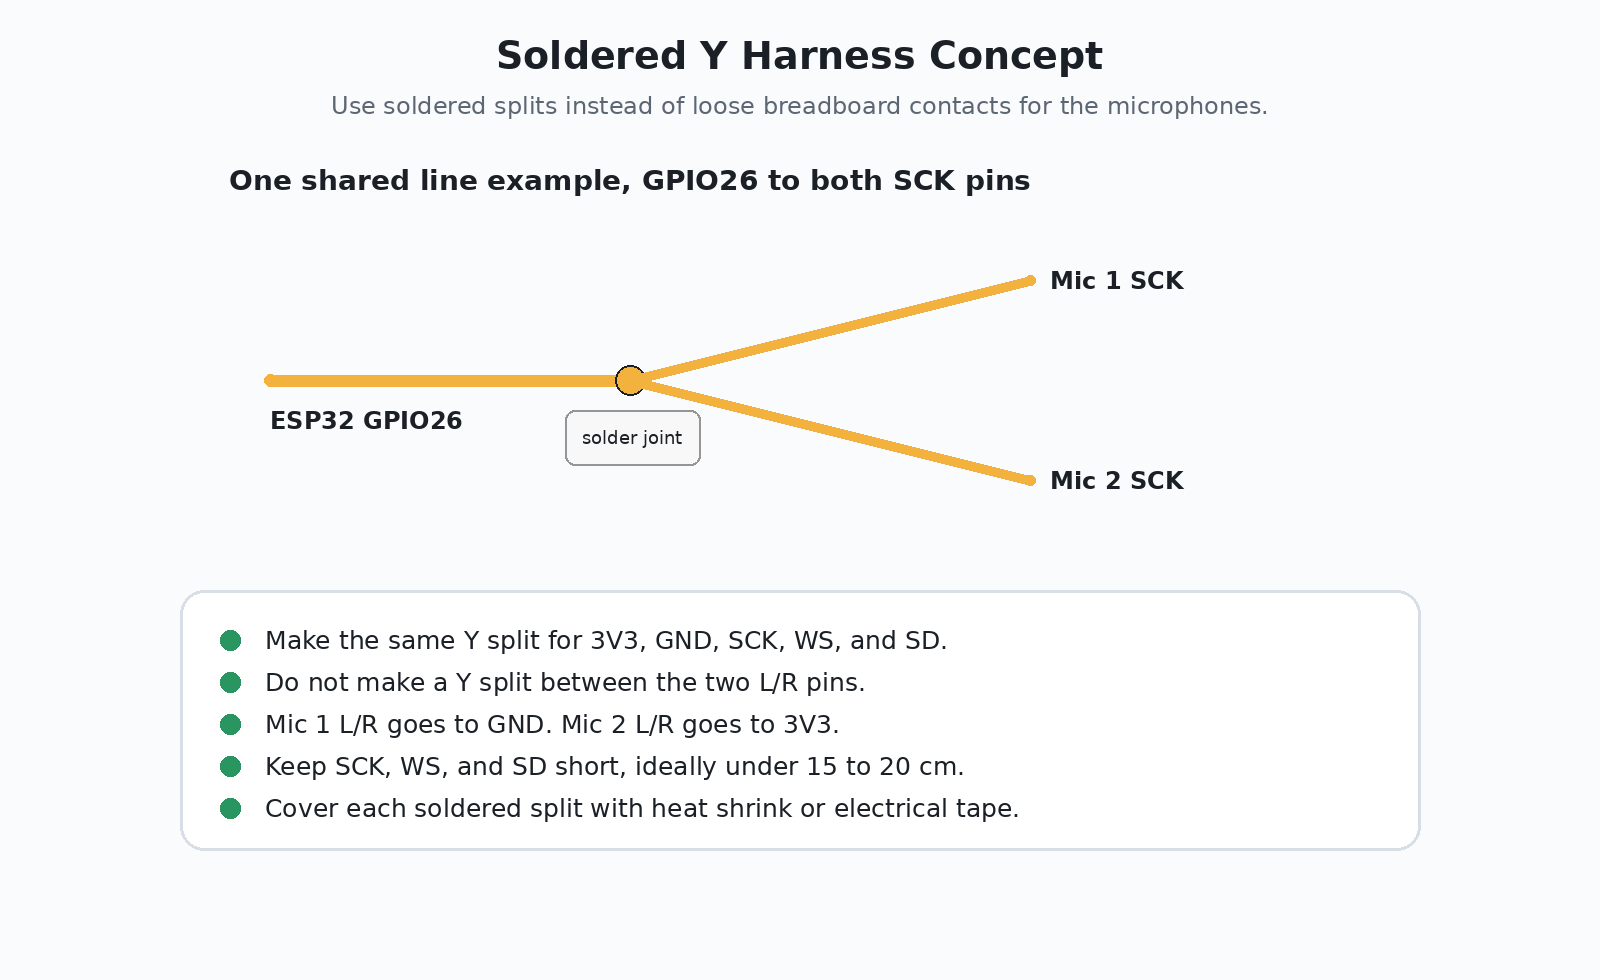 Soldered Y Harness Concept
Use soldered splits instead of loose breadboard contacts for the microphones.
One shared line example, GPIO26 to both SCK pins
Mic 1 SCK
ESP32 GPIO26
solder joint
Mic 2 SCK
Make the same Y split for 3V3, GND, SCK, WS, and SD.
Do not make a Y split between the two L/R pins.
Mic 1 L/R goes to GND. Mic 2 L/R goes to 3V3.
Keep SCK, WS, and SD short, ideally under 15 to 20 cm.
Cover each soldered split with heat shrink or electrical tape.